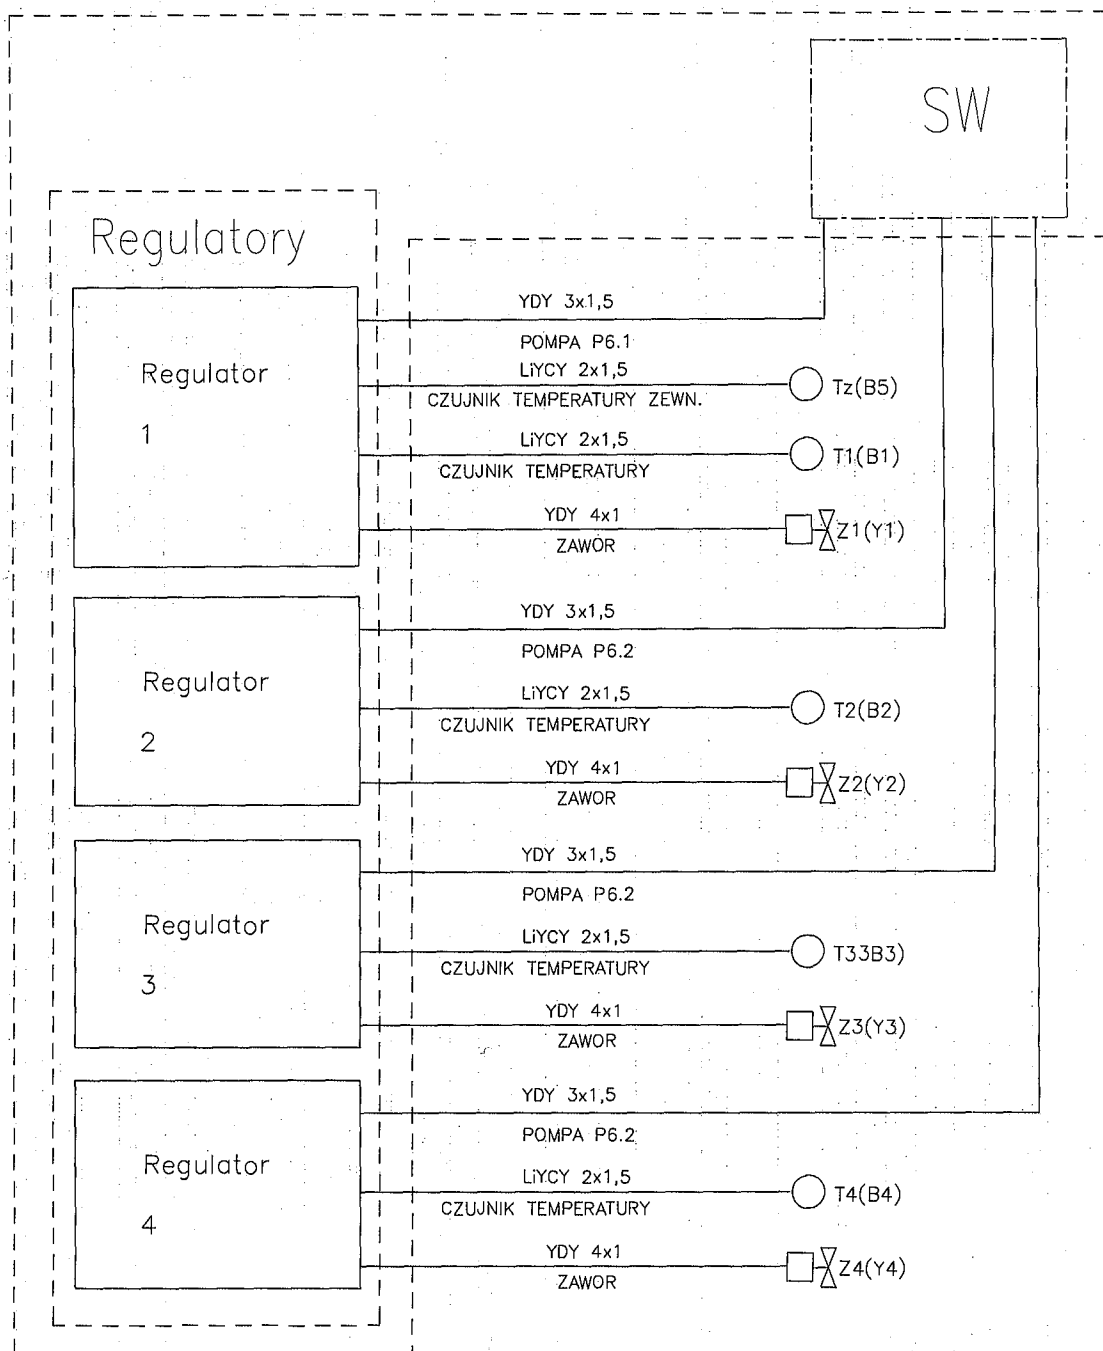 SW
Regulatory
Regulator
1
YDY 3x1,5
POMPA P6.1
LiYCY 2x1,5
CZUJNIK TEMPERATURY ZEWN.
Tz(B5)
LiYCY 2x1,5
CZUJNIK TEMPERATURY
T1(B1)
YDY 4x1
ZAWOR
Z1(Y1)
Regulator
2
YDY 3x1,5
POMPA P6.2
LiYCY 2x1,5
CZUJNIK TEMPERATURY
T2(B2)
YDY 4x1
ZAWOR
Z2(Y2)
Regulator
3
YDY 3x1,5
POMPA P6.2
LiYCY 2x1,5
CZUJNIK TEMPERATURY
T33B3)
YDY 4x1
ZAWOR
Z3(Y3)
Regulator
4
YDY 3x1,5
POMPA P6.2
LiYCY 2x1,5
CZUJNIK TEMPERATURY
T4(B4)
YDY 4x1
ZAWOR
Z4(Y4)